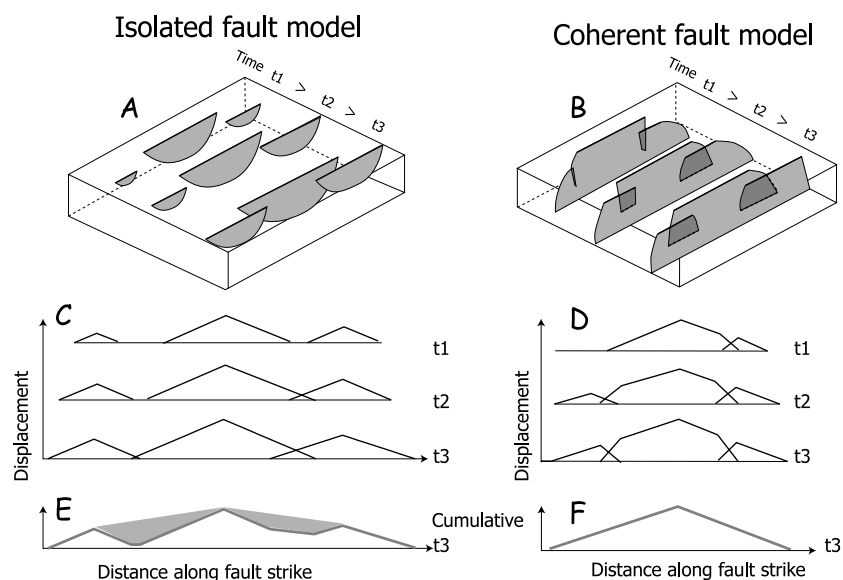 Isolated fault model
Coherent fault model
Time t1 > t2 > t3
Time t1 > t2 > t3
A
B
C
D
t1
t1
t2
t2
t3
t3
Displacement
Displacement
E
F
Cumulative
t3
t3
Distance along fault strike
Distance along fault strike